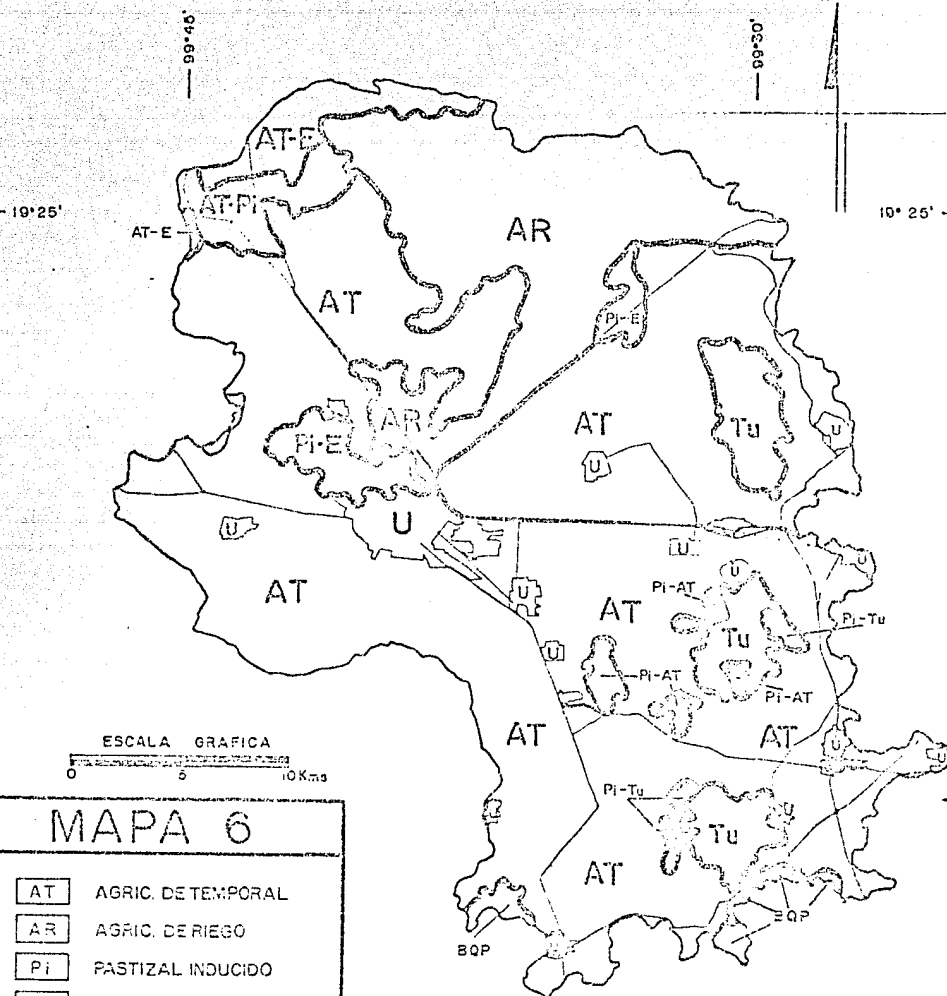 99°45'
99°30'
19°25'
19°25'
AT-E
AT-Pi
AT-E
AR
AT
Pi-E
AR
Pi-E
AT
Tu
U
U
U
U
AT
U
U
U
U
Pi-AT
AT
Tu
Pi-Tu
U
Pi-AT
Pi-AT
AT
AT
U
U
Pi-Tu
Tu
U
AT
BQP
BQP
ESCALA GRAFICA
0 5 10 Kms
MAPA 6
AT AGRIC. DE TEMPORAL
AR AGRIC. DE RIEGO
Pi PASTIZAL INDUCIDO